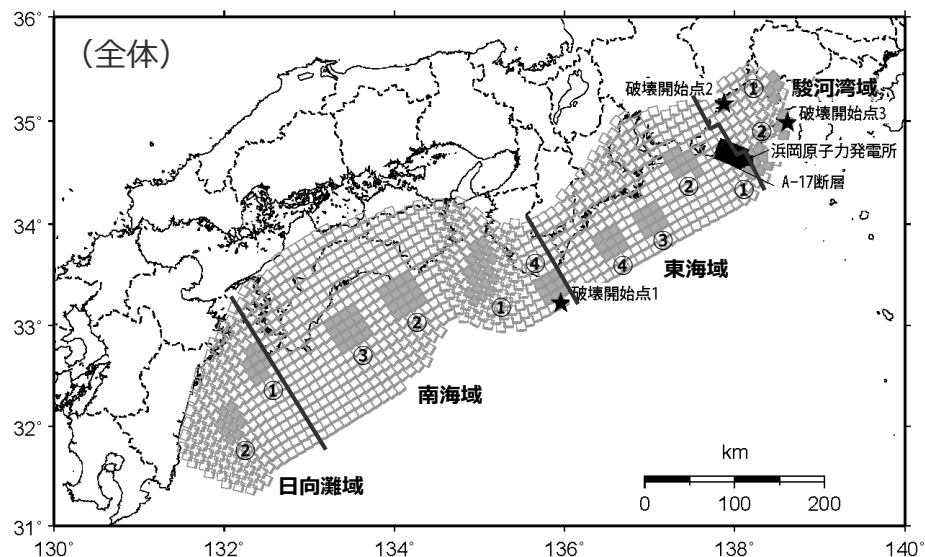 36°
(全体)
破壊開始点2
①
駿河湾域
35°
②
破壊開始点3
浜岡原子力発電所
②
①
A-17断層
34°
③
④
④
東海域
破壊開始点1
33°
①
②
③
①
南海域
32°
②
km
日向灘域
0 100 200
31°
130° 132° 134° 136° 138° 140°